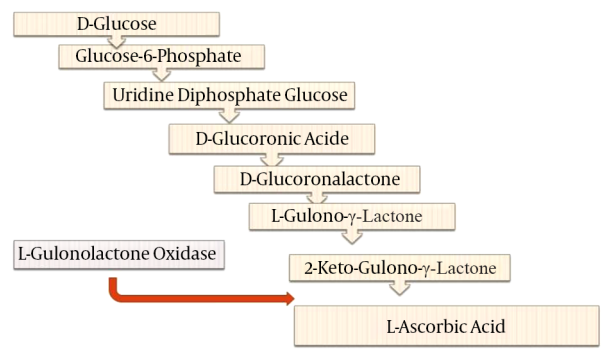 D-Glucose
Glucose-6-Phosphate
Uridine Diphosphate Glucose
D-Glucoronic Acide
D-Glucoronalactone
L-Gulono-γ-Lactone
L-Gulonolactone Oxidase
2-Keto-Gulono-γ-Lactone
L-Ascorbic Acid